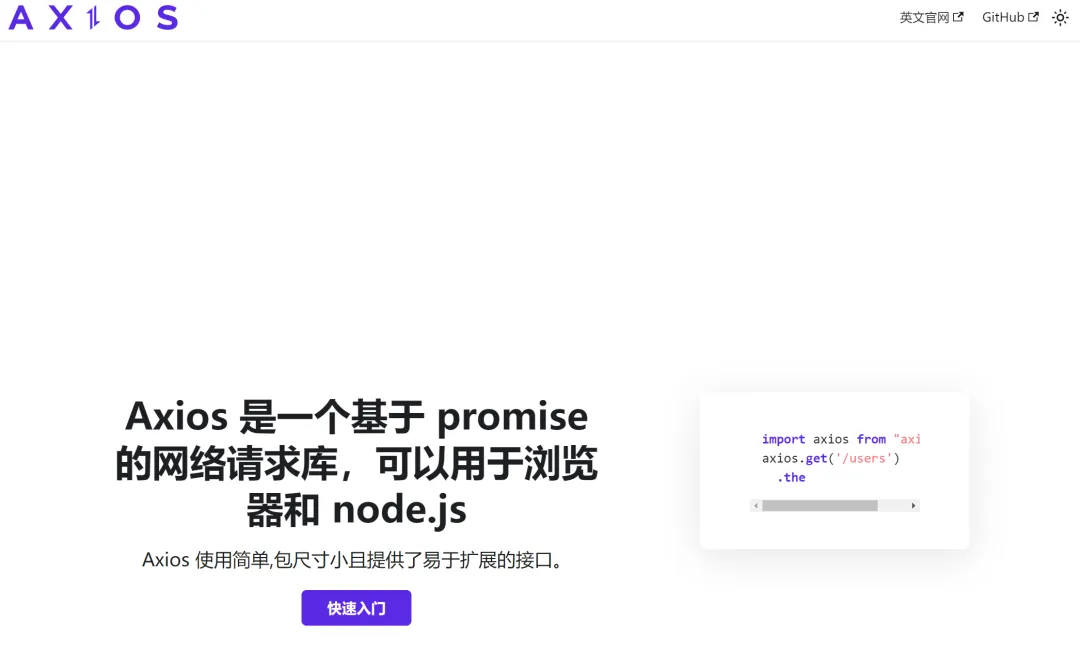 AXIOS
英文官网
GitHub
Axios 是一个基于 promise
的网络请求库，可以用于浏览
器和 node.js
Axios 使用简单,包尺寸小且提供了易于扩展的接口。
快速入门
import axios from "axi
axios.get('/users')
.the